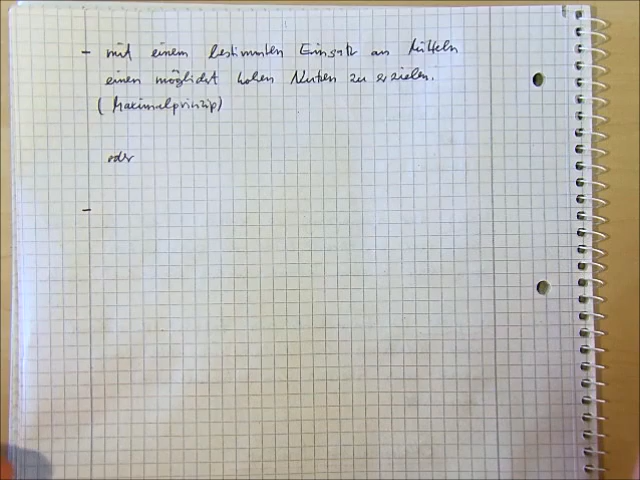 - mit einem bestimmten Einsatz an Mitteln
einen möglichst hohen Nutzen zu erzielen.
(Maximalprinzip)
oder
-